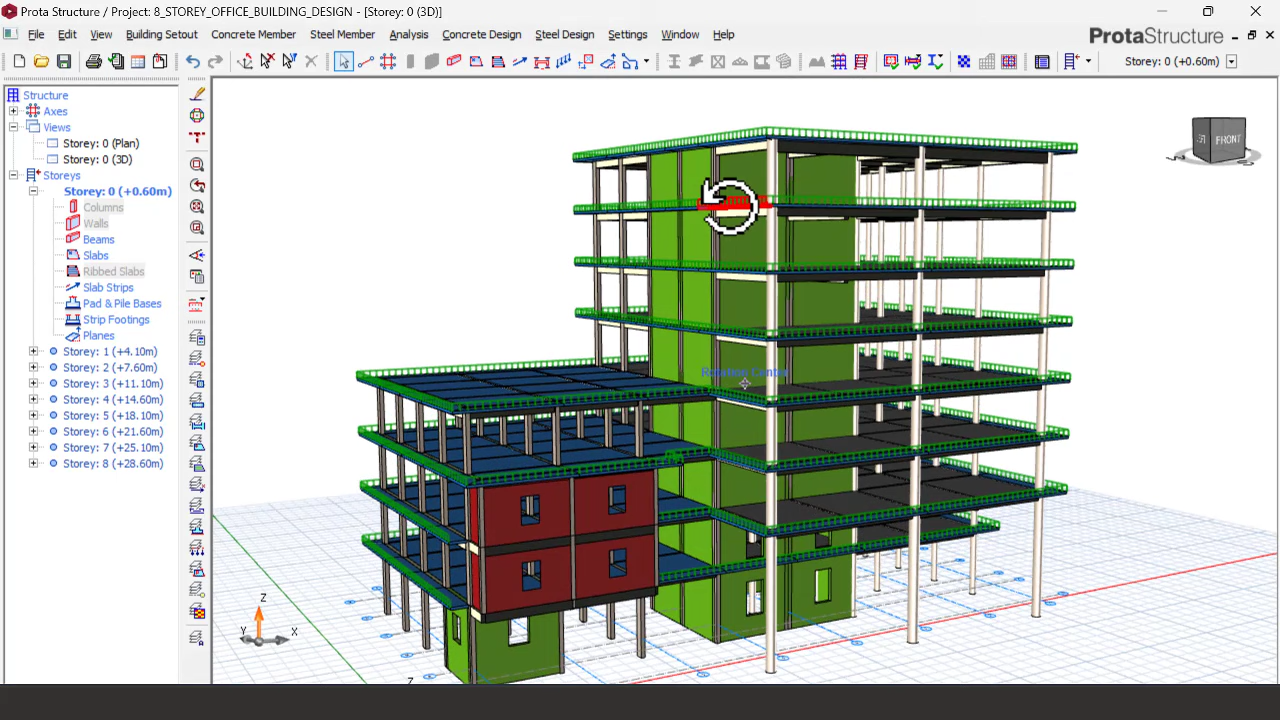 Prota Structure / Project: 8_STOREY_OFFICE_BUILDING_DESIGN - [Storey: 0 (3D)]
File Edit View Building Setout Concrete Member Steel Member Analysis Concrete Design Steel Design Settings Window Help
ProtaStructure
Storey: 0 (+0.60m)
Structure
Axes
Views
Storey: 0 (Plan)
Storey: 0 (3D)
Storeys
Storey: 0 (+0.60m)
Columns
Walls
Beams
Slabs
Ribbed Slabs
Slab Strips
Pad & Pile Bases
Strip Footings
Planes
Storey: 1 (+4.10m)
Storey: 2 (+7.60m)
Storey: 3 (+11.10m)
Storey: 4 (+14.60m)
Storey: 5 (+18.10m)
Storey: 6 (+21.60m)
Storey: 7 (+25.10m)
Storey: 8 (+28.60m)
FRONT
Rotation Center
Z
Y
X
Z